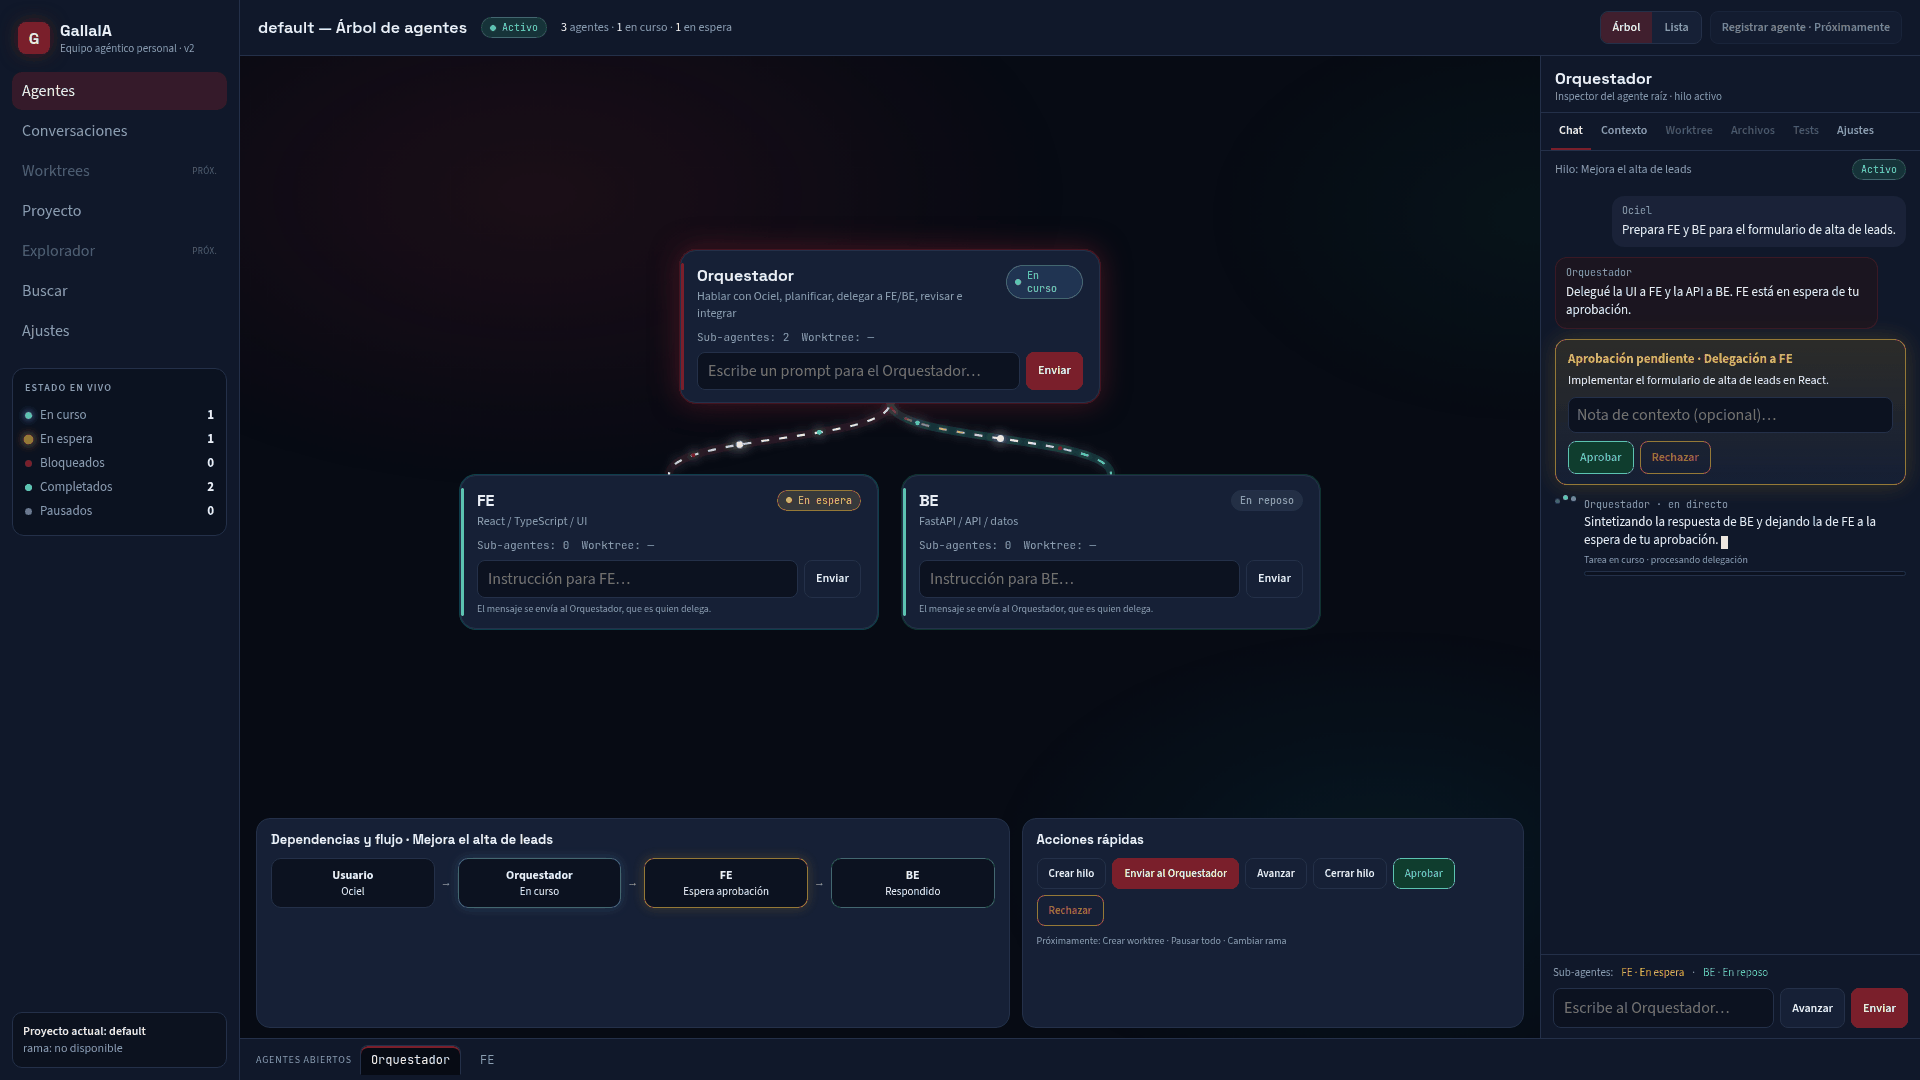 G
GallaIA
Equipo agéntico personal · v2
Agentes
Conversaciones
Worktrees PRÓX.
Proyecto
Explorador PRÓX.
Buscar
Ajustes
ESTADO EN VIVO
En curso 1
En espera 1
Bloqueados 0
Completados 2
Pausados 0
Proyecto actual: default
rama: no disponible
default — Árbol de agentes
Activo
3 agentes · 1 en curso · 1 en espera
Árbol
Lista
Registrar agente · Próximamente
Orquestador
En
curso
Hablar con Ociel, planificar, delegar a FE/BE, revisar e
integrar
Sub-agentes: 2 Worktree: —
Escribe un prompt para el Orquestador…
Enviar
FE
En espera
React / TypeScript / UI
Sub-agentes: 0 Worktree: —
Instrucción para FE…
Enviar
El mensaje se envía al Orquestador, que es quien delega.
BE
En reposo
FastAPI / API / datos
Sub-agentes: 0 Worktree: —
Instrucción para BE…
Enviar
El mensaje se envía al Orquestador, que es quien delega.
Dependencias y flujo · Mejora el alta de leads
Usuario
Ociel
→
Orquestador
En curso
→
FE
Espera aprobación
→
BE
Respondido
Acciones rápidas
Crear hilo
Enviar al Orquestador
Avanzar
Cerrar hilo
Aprobar
Rechazar
Próximamente: Crear worktree · Pausar todo · Cambiar rama
AGENTES ABIERTOS
Orquestador
FE
Orquestador
Inspector del agente raíz · hilo activo
Chat
Contexto
Worktree
Archivos
Tests
Ajustes
Hilo: Mejora el alta de leads
Activo
Ociel
Prepara FE y BE para el formulario de alta de leads.
Orquestador
Delegué la UI a FE y la API a BE. FE está en espera de tu
aprobación.
Aprobación pendiente · Delegación a FE
Implementar el formulario de alta de leads en React.
Nota de contexto (opcional)…
Aprobar
Rechazar
Orquestador · en directo
Sintetizando la respuesta de BE y dejando la de FE a la
espera de tu aprobación.
Tarea en curso · procesando delegación
Sub-agentes: FE · En espera · BE · En reposo
Escribe al Orquestador…
Avanzar
Enviar